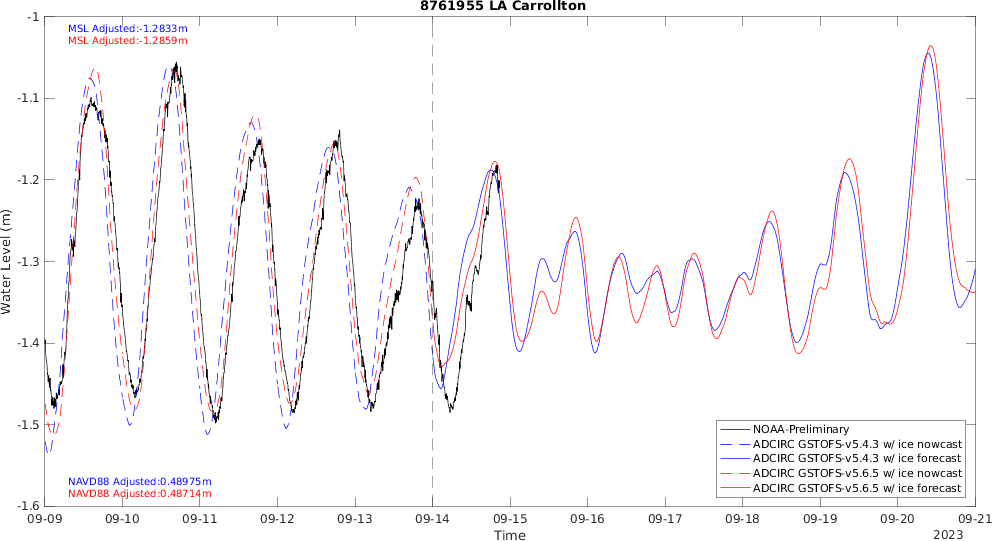 8761955 LA Carrollton
MSL Adjusted:-1.2833m
MSL Adjusted:-1.2859m
-1
-1.1
-1.2
-1.3
-1.4
-1.5
-1.6
Water Level (m)
NAVD88 Adjusted:0.48975m
NAVD88 Adjusted:0.48714m
NOAA-Preliminary
ADCIRC GSTOFS-v5.4.3 w/ ice nowcast
ADCIRC GSTOFS-v5.4.3 w/ ice forecast
ADCIRC GSTOFS-v5.6.5 w/ ice nowcast
ADCIRC GSTOFS-v5.6.5 w/ ice forecast
09-09 09-10 09-11 09-12 09-13 09-14 09-15 09-16 09-17 09-18 09-19 09-20 09-21
Time
2023